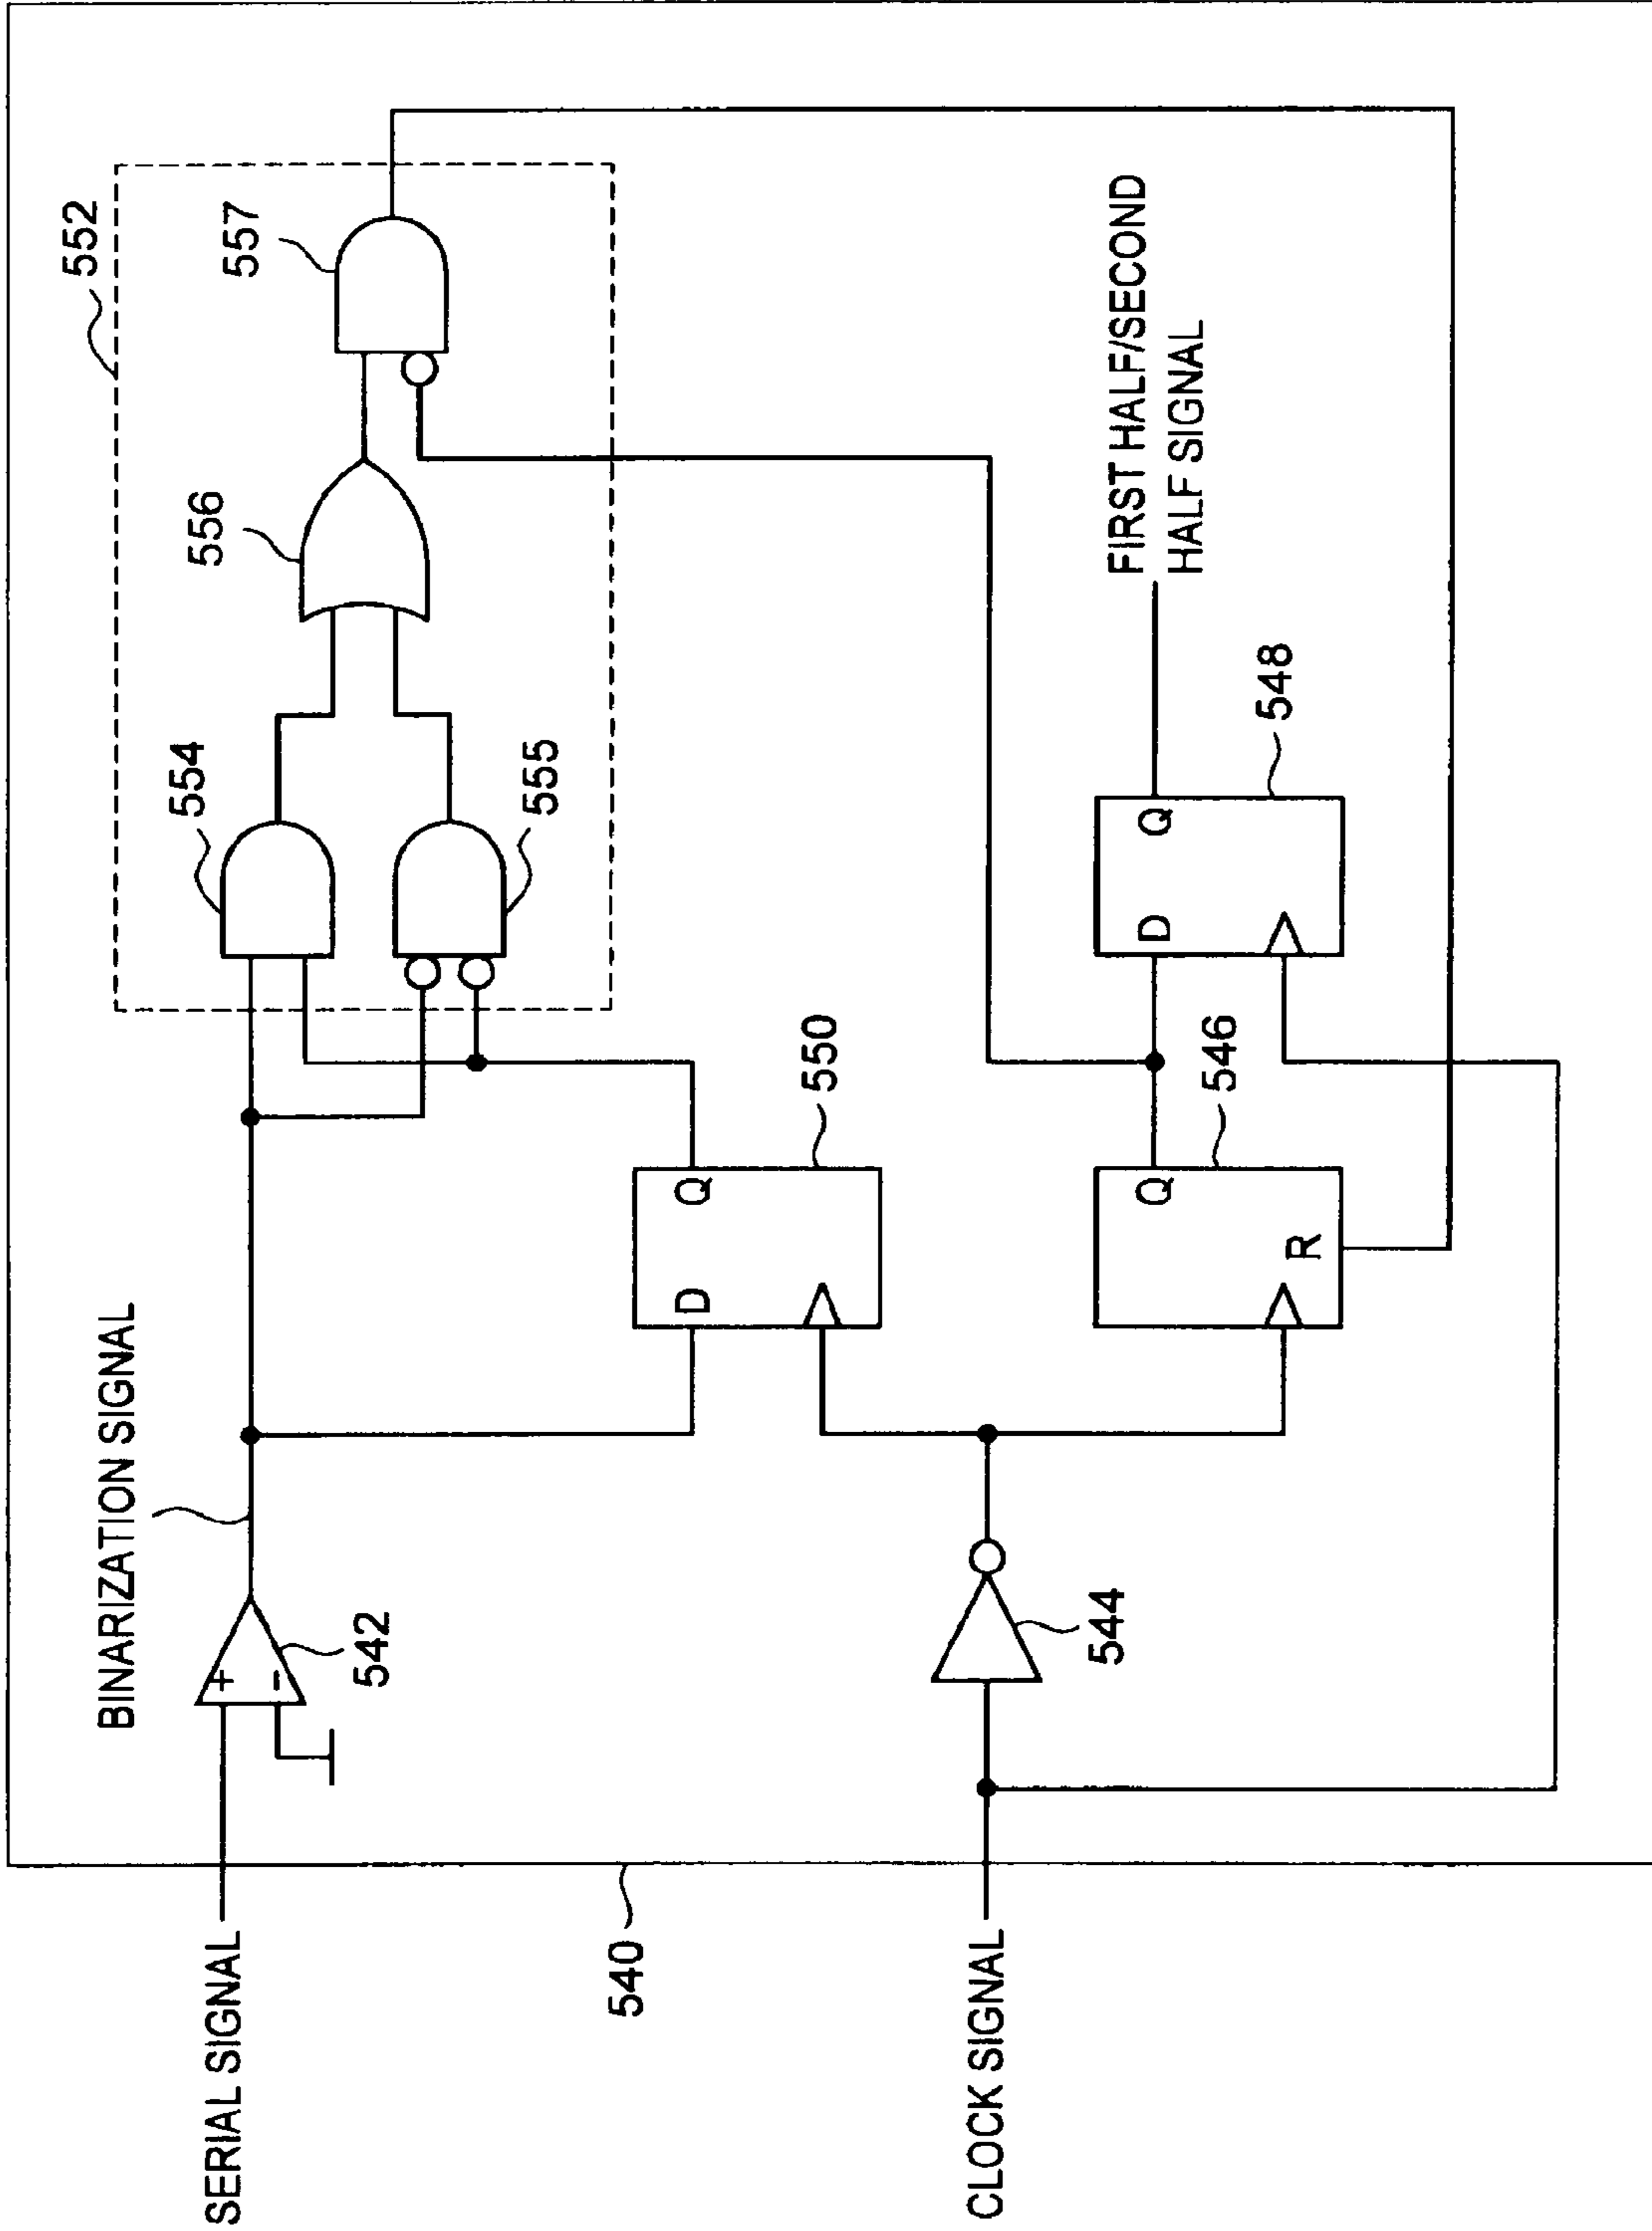 552
557
556
554
555
BINARIZATION SIGNAL
+
-
542
D
Q
550
SERIAL SIGNAL
540
CLOCK SIGNAL
544
Q
R
546
D
Q
548
FIRST HALF/SECOND
HALF SIGNAL